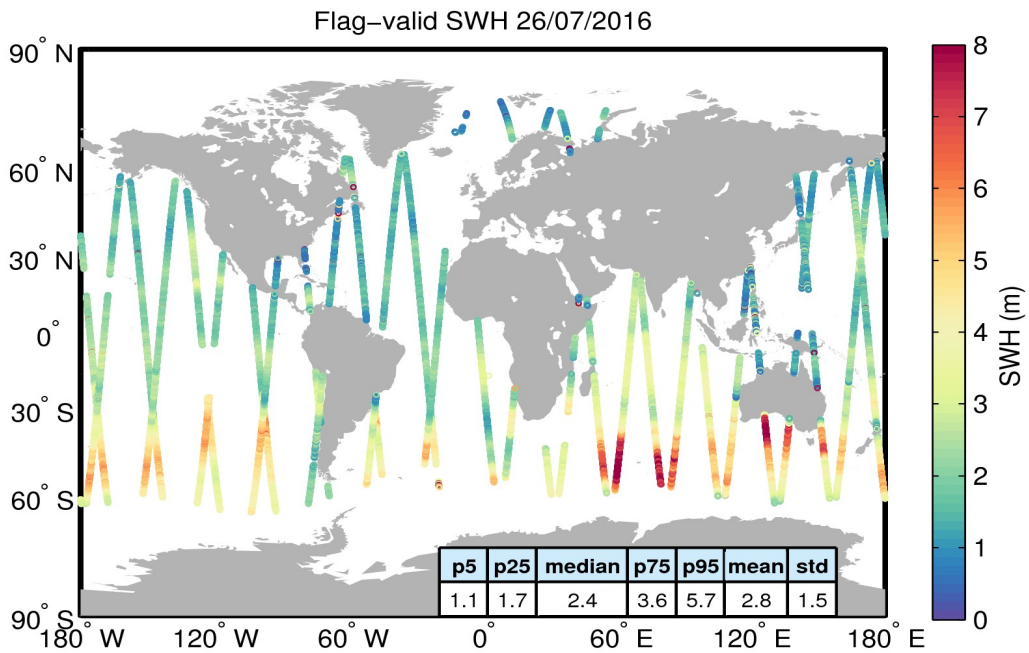 Flag−valid SWH 26/07/2016
90° N
60° N
30° N
0°
30° S
60° S
90° S
180° W
120° W
60° W
0°
60° E
120° E
180° E
8
7
6
5
4
3
2
1
0
SWH (m)
p5 p25 median p75 p95 mean std
1.1 1.7 2.4 3.6 5.7 2.8 1.5